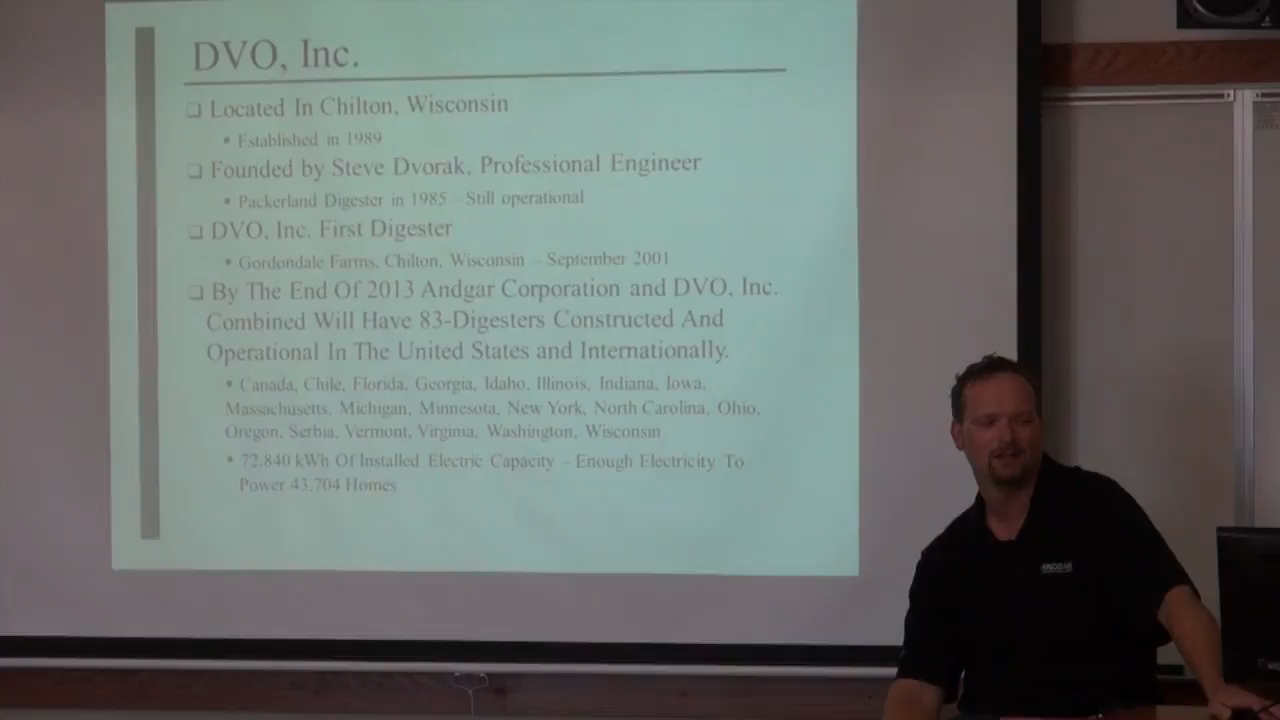 DVO, Inc.
❑ Located In Chilton, Wisconsin
▪ Established in 1989
❑ Founded by Steve Dvorak, Professional Engineer
▪ Packerland Digester in 1985 – Still operational
❑ DVO, Inc. First Digester
▪ Gordondale Farms, Chilton, Wisconsin – September 2001
❑ By The End Of 2013 Andgar Corporation and DVO, Inc.
Combined Will Have 83-Digesters Constructed And
Operational In The United States and Internationally.
▪ Canada, Chile, Florida, Georgia, Idaho, Illinois, Indiana, Iowa,
Massachusetts, Michigan, Minnesota, New York, North Carolina, Ohio,
Oregon, Serbia, Vermont, Virginia, Washington, Wisconsin
▪ 72,840 kWh Of Installed Electric Capacity – Enough Electricity To
Power 43,704 Homes